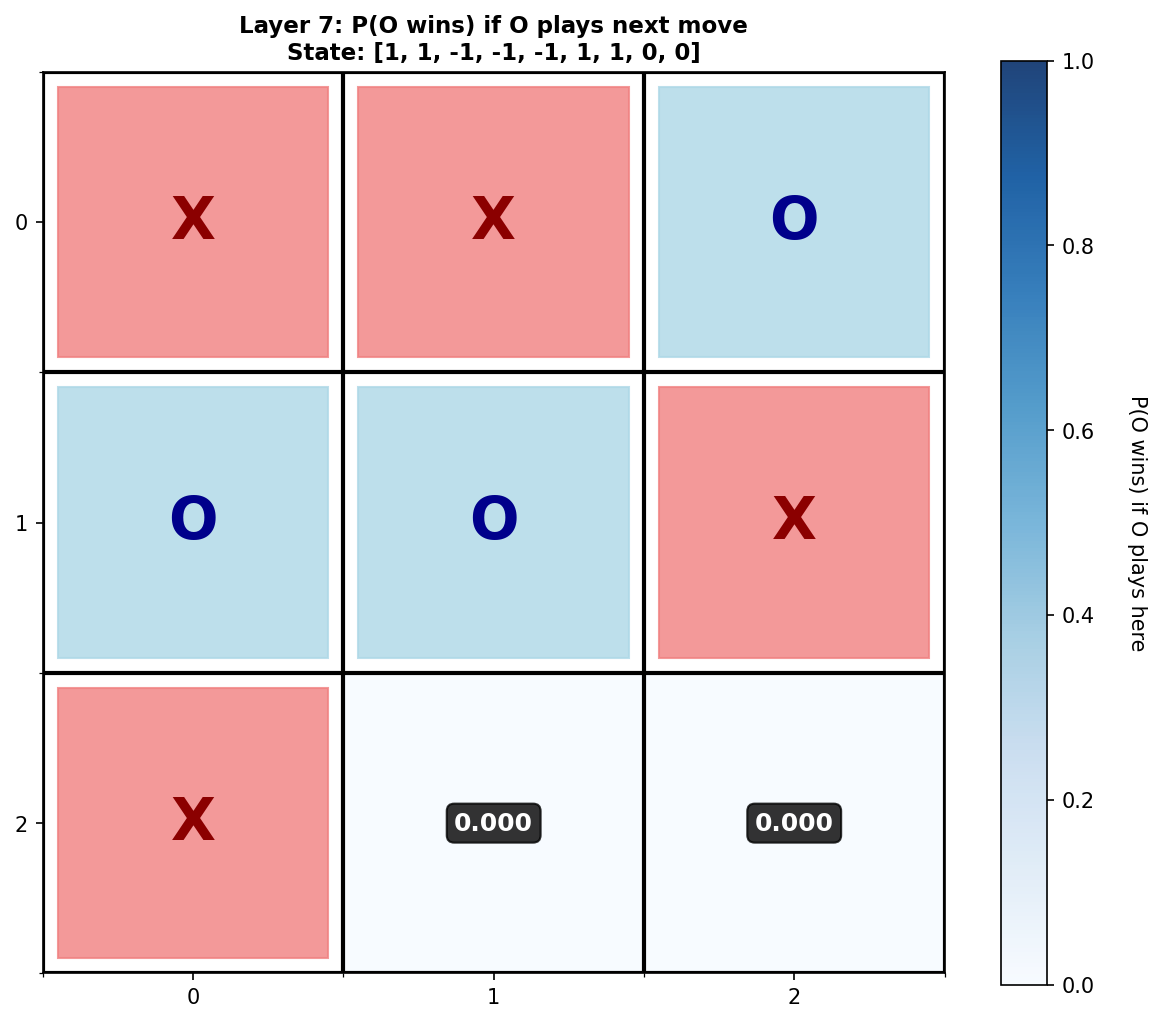 Layer 7: P(O wins) if O plays next move
State: [1, 1, -1, -1, -1, 1, 1, 0, 0]
X X O
O O X
X 0.000 0.000
0
1
2
0 1 2
1.0
0.8
0.6
0.4
0.2
0.0
P(O wins) if O plays here